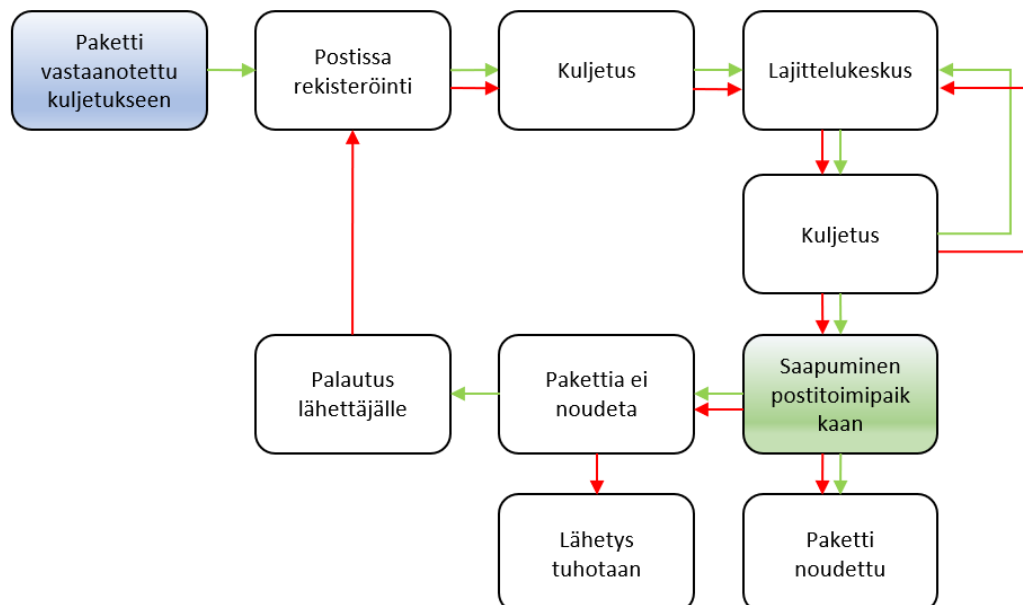 Paketti
vastaanotettu
kuljetukseen
Postissa
rekisteröinti
Kuljetus
Lajittelukeskus
Kuljetus
Palautus
lähettäjälle
Pakettia ei
noudeta
Saapuminen
postitoimipaik
kaan
Lähetys
tuhotaan
Paketti
noudettu